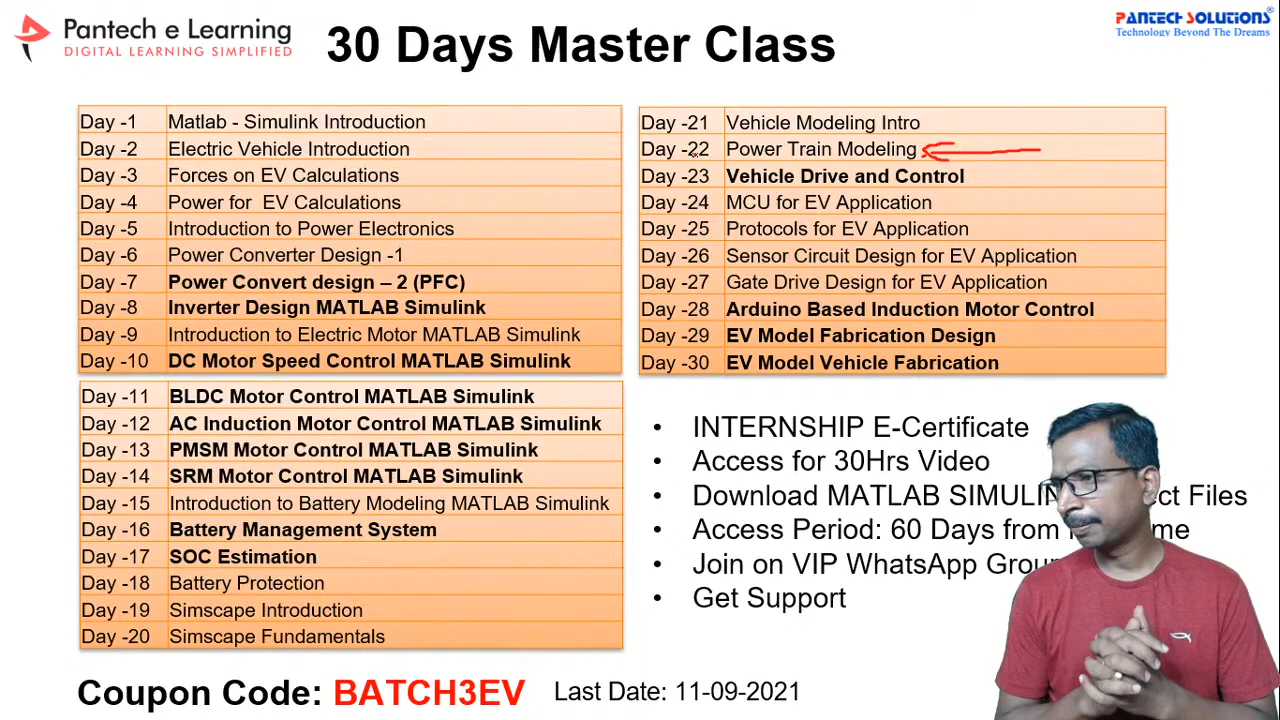 Pantech e Learning
DIGITAL LEARNING SIMPLIFIED
30 Days Master Class
PANTECH SOLUTIONS®
Technology Beyond The Dreams
Day -1 Matlab - Simulink Introduction
Day -2 Electric Vehicle Introduction
Day -3 Forces on EV Calculations
Day -4 Power for EV Calculations
Day -5 Introduction to Power Electronics
Day -6 Power Converter Design -1
Day -7 Power Convert design – 2 (PFC)
Day -8 Inverter Design MATLAB Simulink
Day -9 Introduction to Electric Motor MATLAB Simulink
Day -10 DC Motor Speed Control MATLAB Simulink
Day -11 BLDC Motor Control MATLAB Simulink
Day -12 AC Induction Motor Control MATLAB Simulink
Day -13 PMSM Motor Control MATLAB Simulink
Day -14 SRM Motor Control MATLAB Simulink
Day -15 Introduction to Battery Modeling MATLAB Simulink
Day -16 Battery Management System
Day -17 SOC Estimation
Day -18 Battery Protection
Day -19 Simscape Introduction
Day -20 Simscape Fundamentals
Day -21 Vehicle Modeling Intro
Day -22 Power Train Modeling
Day -23 Vehicle Drive and Control
Day -24 MCU for EV Application
Day -25 Protocols for EV Application
Day -26 Sensor Circuit Design for EV Application
Day -27 Gate Drive Design for EV Application
Day -28 Arduino Based Induction Motor Control
Day -29 EV Model Fabrication Design
Day -30 EV Model Vehicle Fabrication
• INTERNSHIP E-Certificate
• Access for 30Hrs Video
• Download MATLAB Files
• Access Period: 60 Days from
• Join on VIP WhatsApp
• Get Support
Coupon Code: BATCH3EV Last Date: 11-09-2021